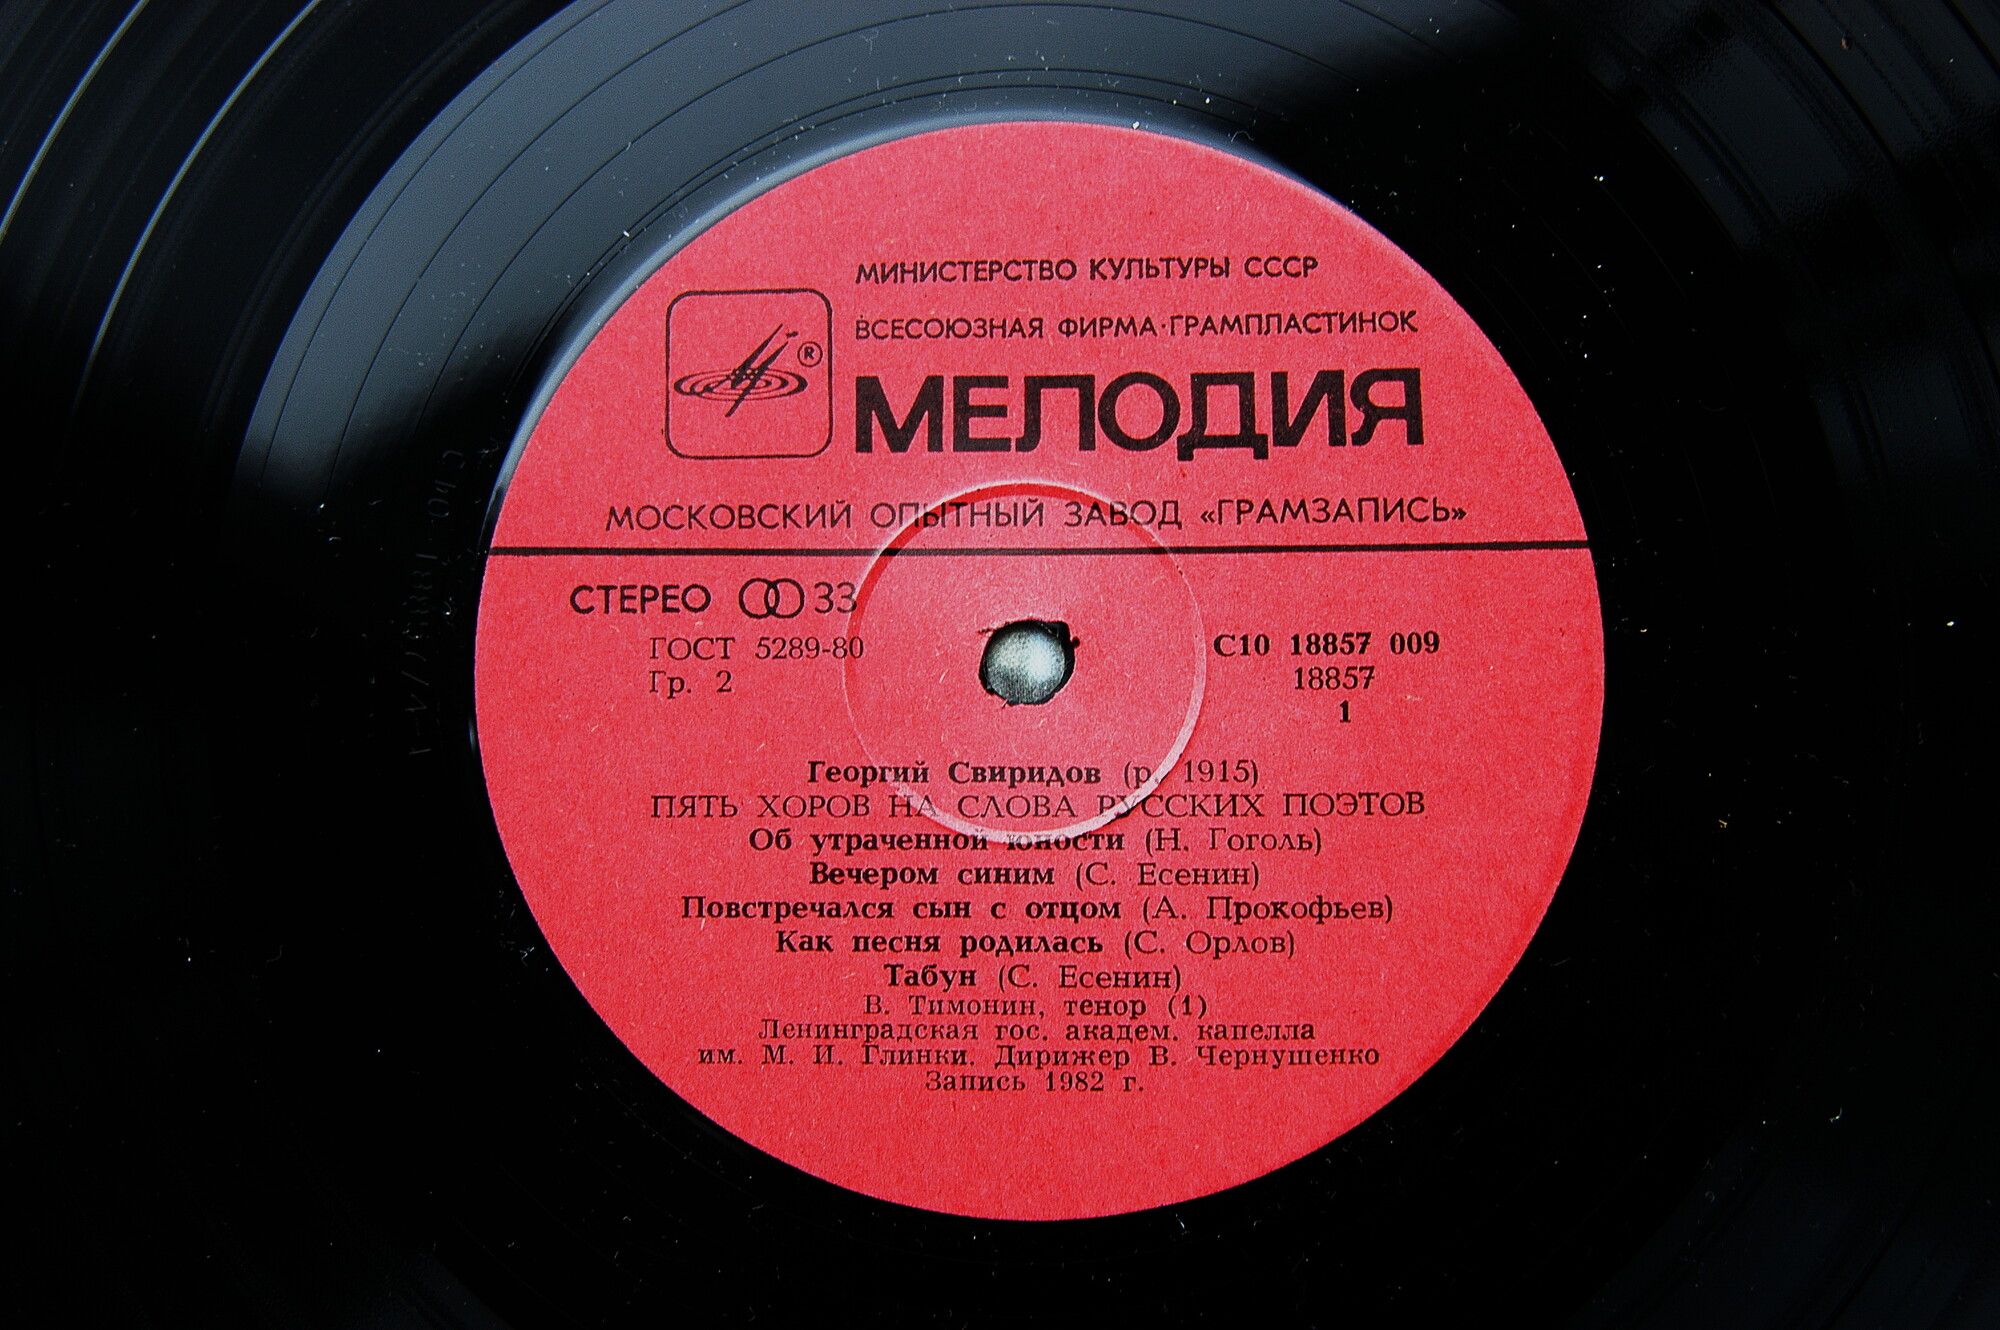 МИНИСТЕРСТВО КУЛЬТУРЫ СССР
ВСЕСОЮЗНАЯ ФИРМА·ГРАМПЛАСТИНОК
®
МЕЛОДИЯ
МОСКОВСКИЙ ОПЫТНЫЙ ЗАВОД «ГРАМЗАПИСЬ»
СТЕРЕО 33
ГОСТ 5289-80
Гр. 2
С10 18857 009
18857
1
Георгий Свиридов (р. 1915)
ПЯТЬ ХОРОВ НА СЛОВА РУССКИХ ПОЭТОВ
Об утраченной юности (Н. Гоголь)
Вечером синим (С. Есенин)
Повстречался сын с отцом (А. Прокофьев)
Как песня родилась (С. Орлов)
Табун (С. Есенин)
В. Тимонин, тенор (1)
Ленинградская гос. академ. капелла
им. М. И. Глинки. Дирижер В. Чернушенко
Запись 1982 г.